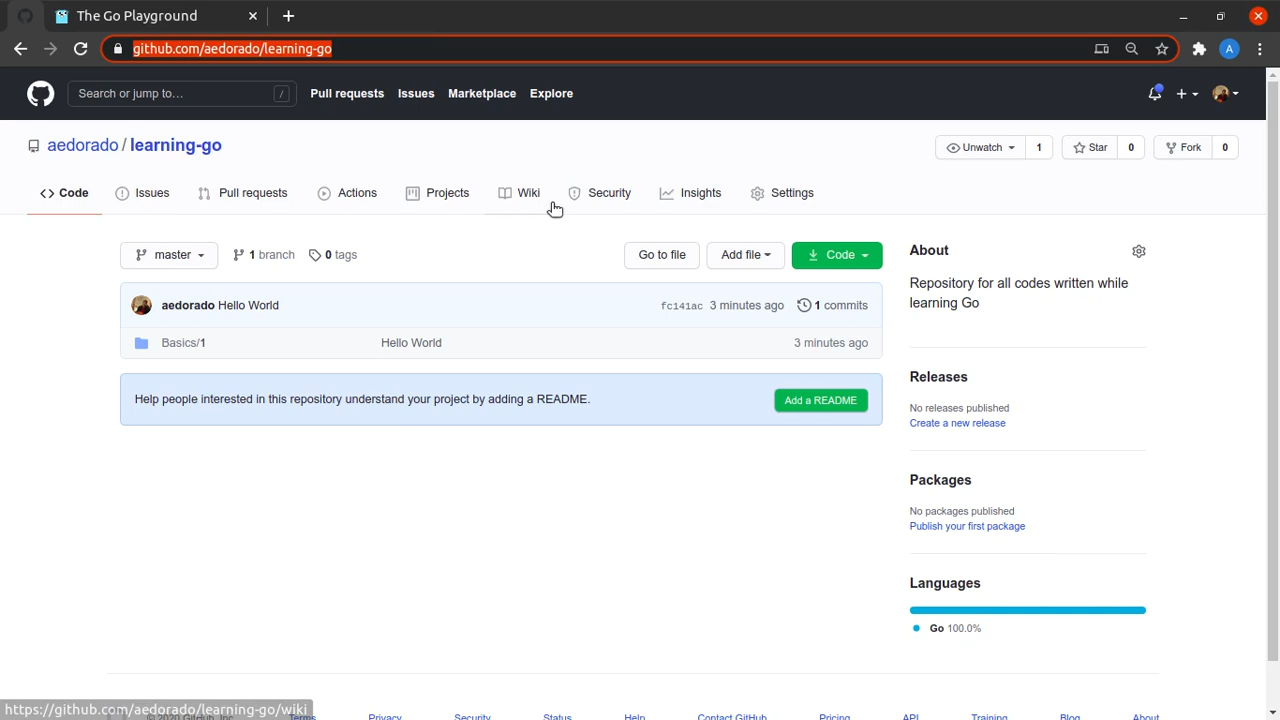 The Go Playground
github.com/aedorado/learning-go
A
Search or jump to… /
Pull requests Issues Marketplace Explore
aedorado / learning-go
Unwatch 1 Star 0 Fork 0
Code Issues Pull requests Actions Projects Wiki Security Insights Settings
master 1 branch 0 tags Go to file Add file Code
About
Repository for all codes written while
learning Go
aedorado Hello World fc141ac 3 minutes ago 1 commits
Basics/1 Hello World 3 minutes ago
Help people interested in this repository understand your project by adding a README. Add a README
Releases
No releases published
Create a new release
Packages
No packages published
Publish your first package
Languages
Go 100.0%
© 2020 GitHub, Inc. Terms Privacy Security Status Help Contact GitHub Pricing API Training Blog About
https://github.com/aedorado/learning-go/wiki